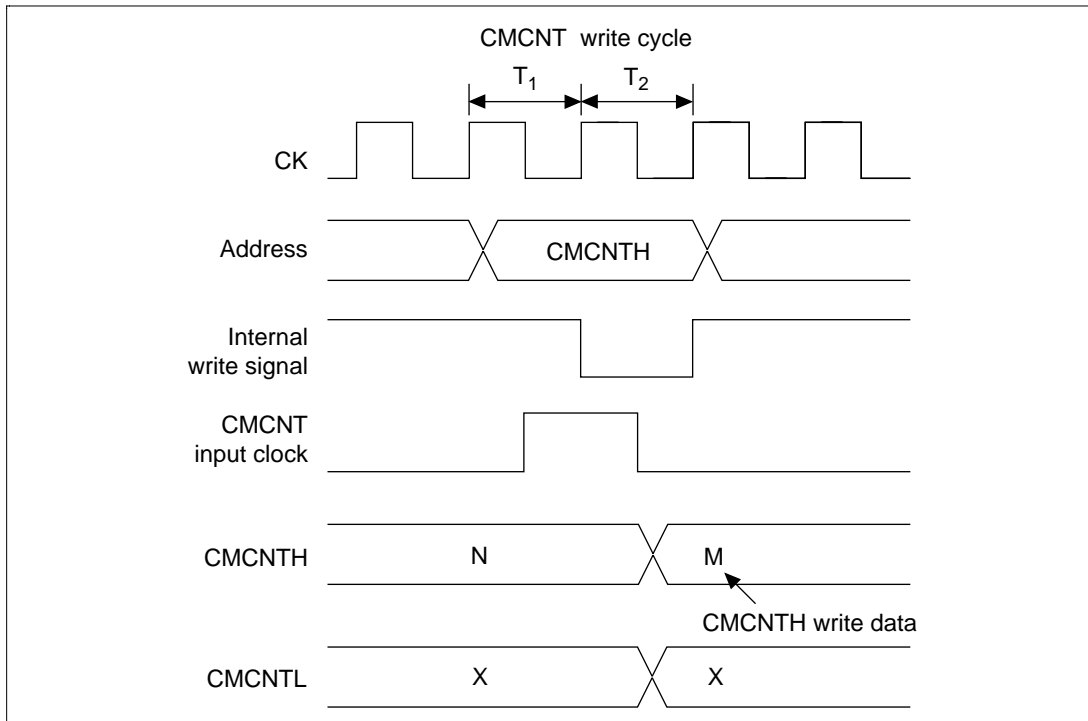 CMCNT write cycle
T1 T2
CK
Address CMCNTH
Internal
write signal
CMCNT
input clock
CMCNTH N M
CMCNTH write data
CMCNTL X X